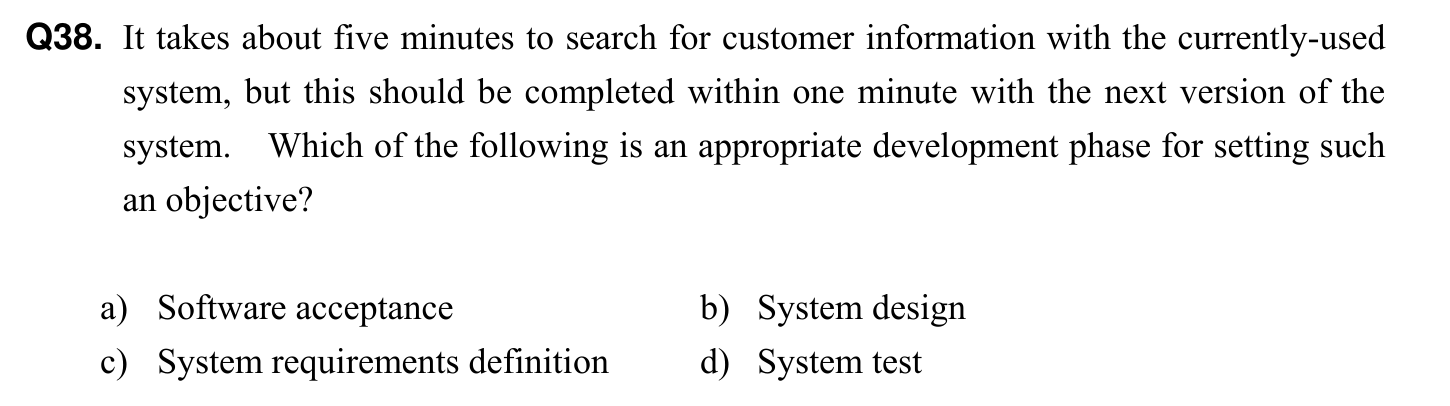 Q38. It takes about five minutes to search for customer information with the currently-used
system, but this should be completed within one minute with the next version of the
system. Which of the following is an appropriate development phase for setting such
an objective?
a) Software acceptance b) System design
c) System requirements definition d) System test